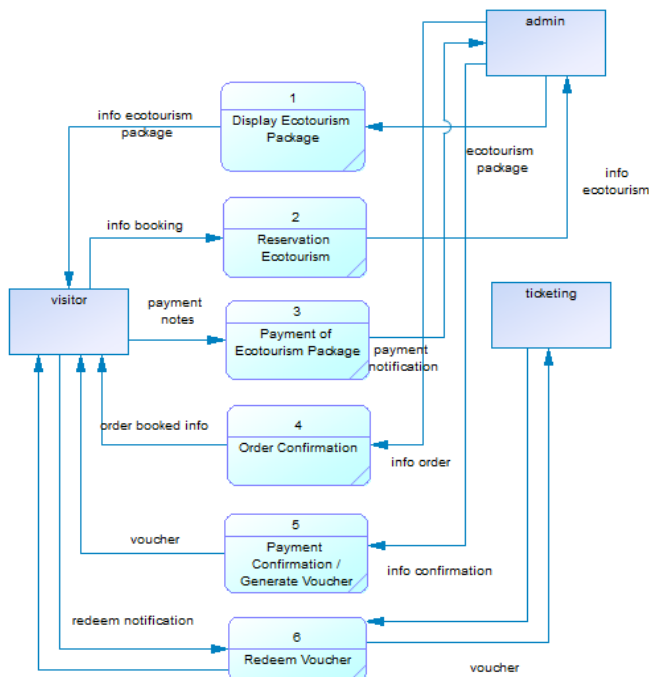 admin
1
Display Ecotourism
Package
info ecotourism
package
ecotourism
package
info
ecotourism
2
Reservation
Ecotourism
info booking
visitor
ticketing
payment
notes
3
Payment of
Ecotourism Package
payment
notification
4
Order Confirmation
order booked info
info order
5
Payment
Confirmation /
Generate Voucher
voucher
info confirmation
redeem notification
6
Redeem Voucher
voucher